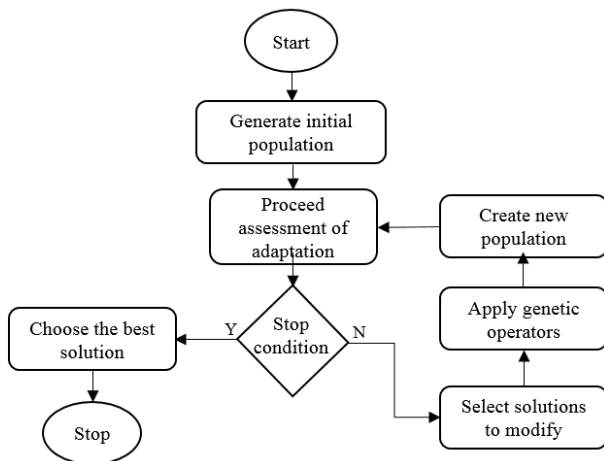 Start
Generate initial
population
Proceed
assessment of
adaptation
Create new
population
Apply genetic
operators
Select solutions
to modify
Stop
condition
Y
N
Choose the best
solution
Stop